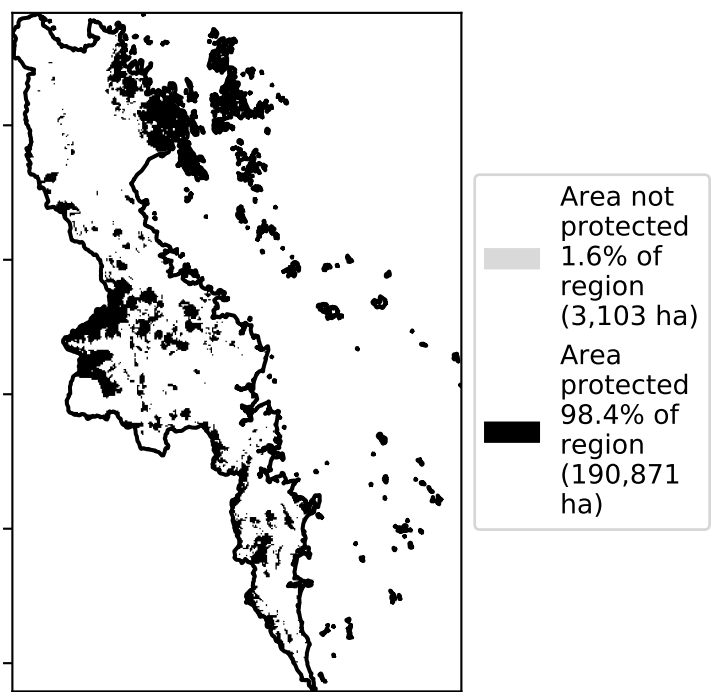 Area not
protected
1.6% of
region
(3,103 ha)
Area
protected
98.4% of
region
(190,871
ha)